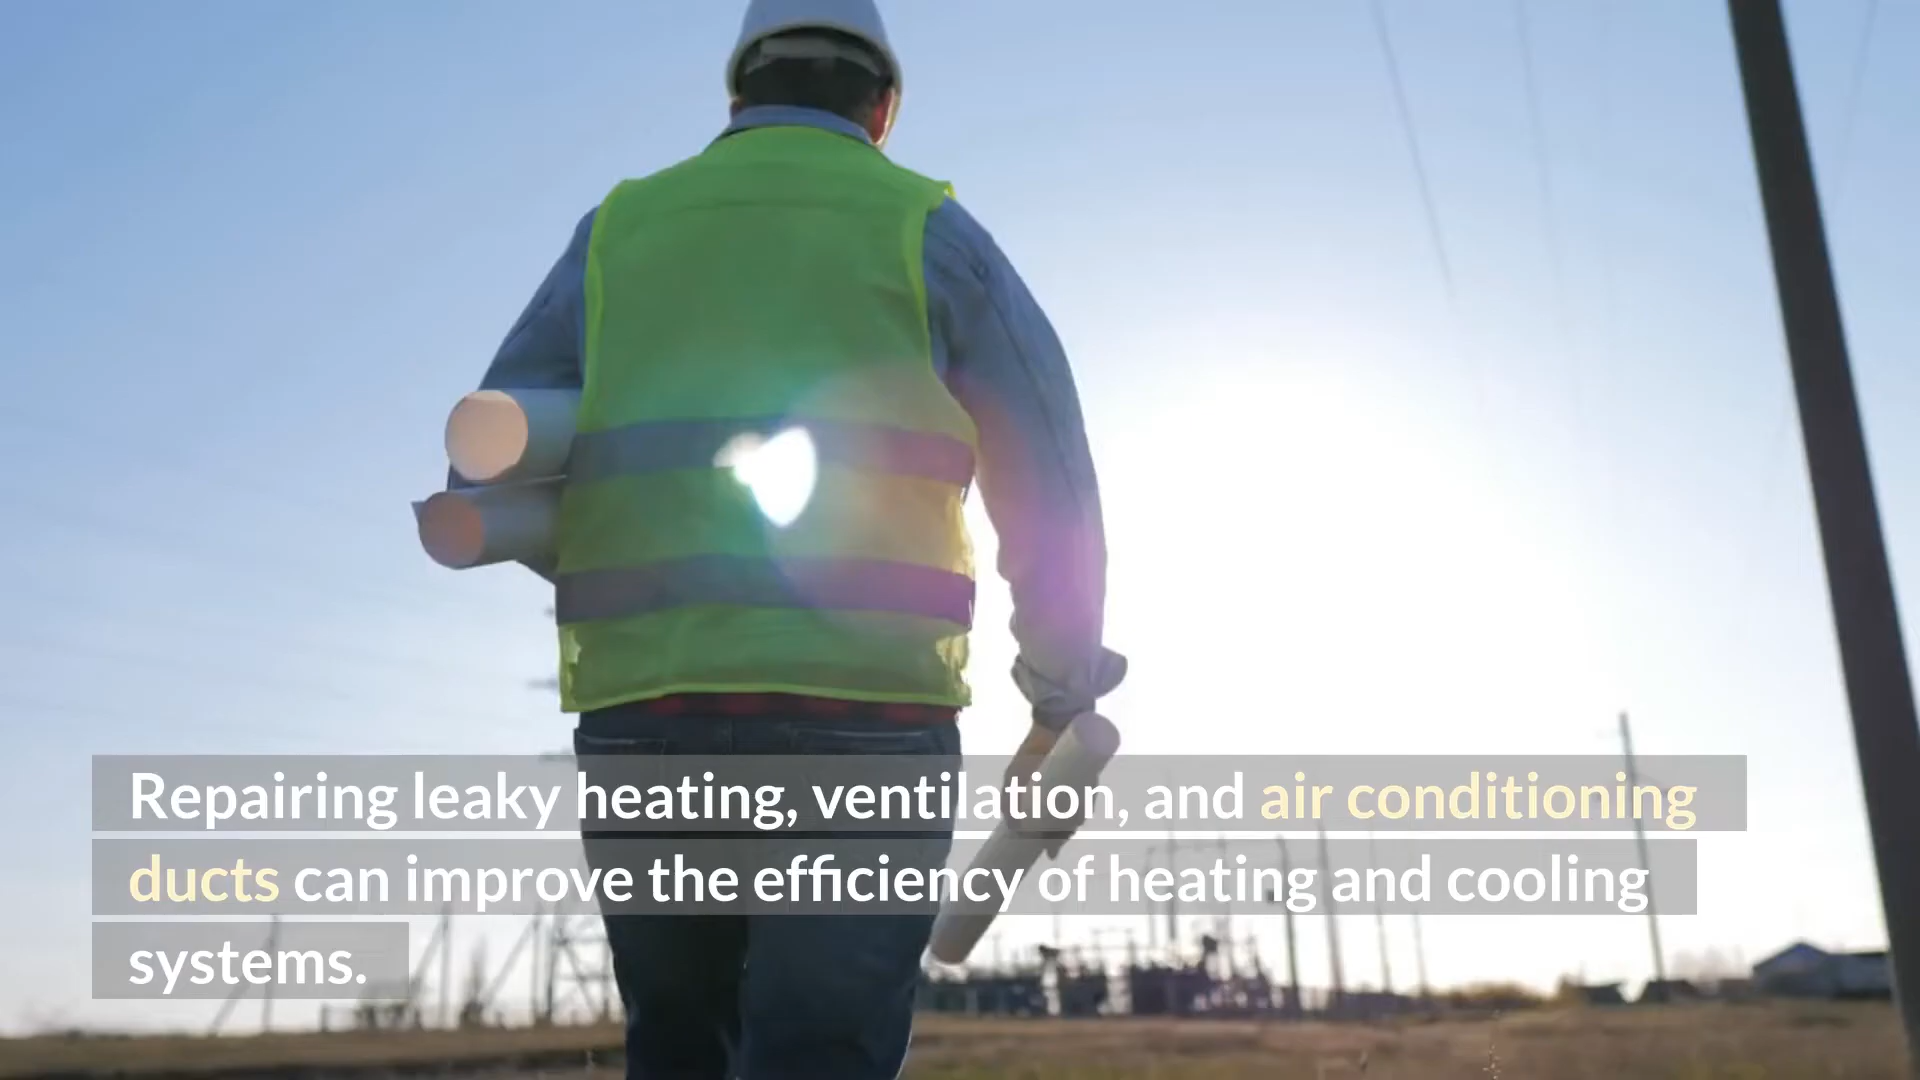 Repairing leaky heating, ventilation, and air conditioning
ducts can improve the efficiency of heating and cooling
systems.